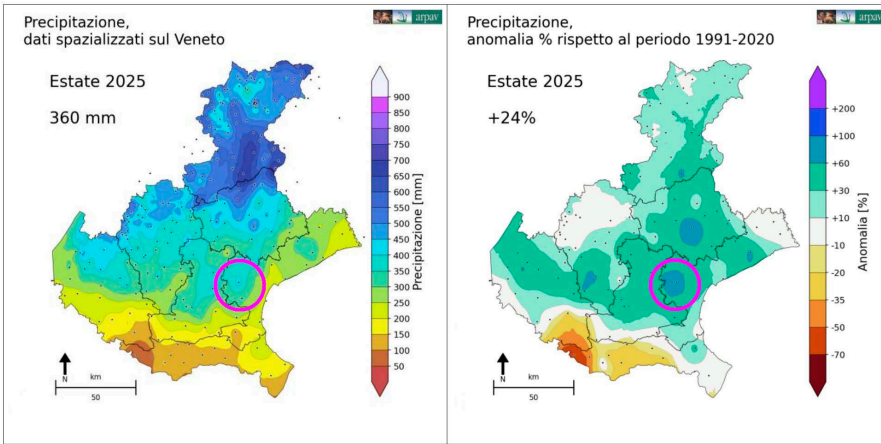 Precipitazione,
dati spazializzati sul Veneto
arpav
Estate 2025
360 mm
900
850
800
750
700
650
600
550
500
450
400
350
300
250
200
150
100
50
Precipitazione [mm]
N
km
50
Precipitazione,
anomalia % rispetto al periodo 1991-2020
arpav
Estate 2025
+24%
+200
+100
+60
+30
+10
-10
-20
-35
-50
-70
Anomalia [%]
N
km
50